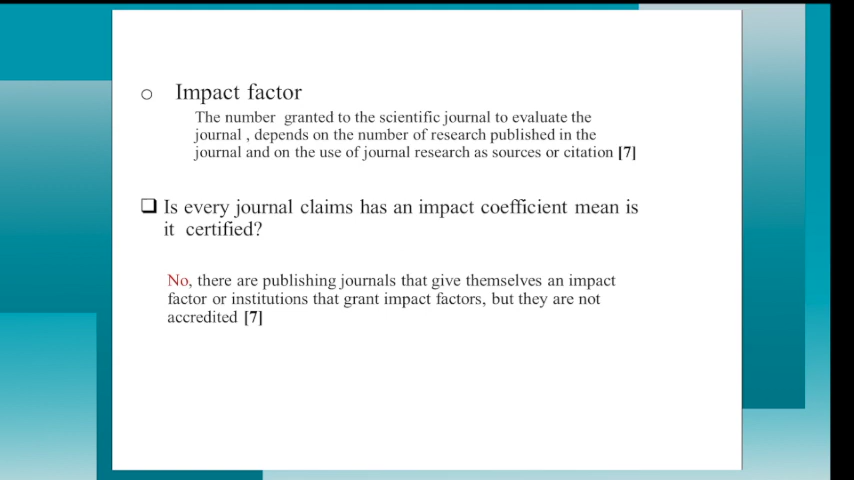 Impact factor
The number granted to the scientific journal to evaluate the
journal , depends on the number of research published in the
journal and on the use of journal research as sources or citation [7]
Is every journal claims has an impact coefficient mean is
it certified?
No, there are publishing journals that give themselves an impact
factor or institutions that grant impact factors, but they are not
accredited [7]